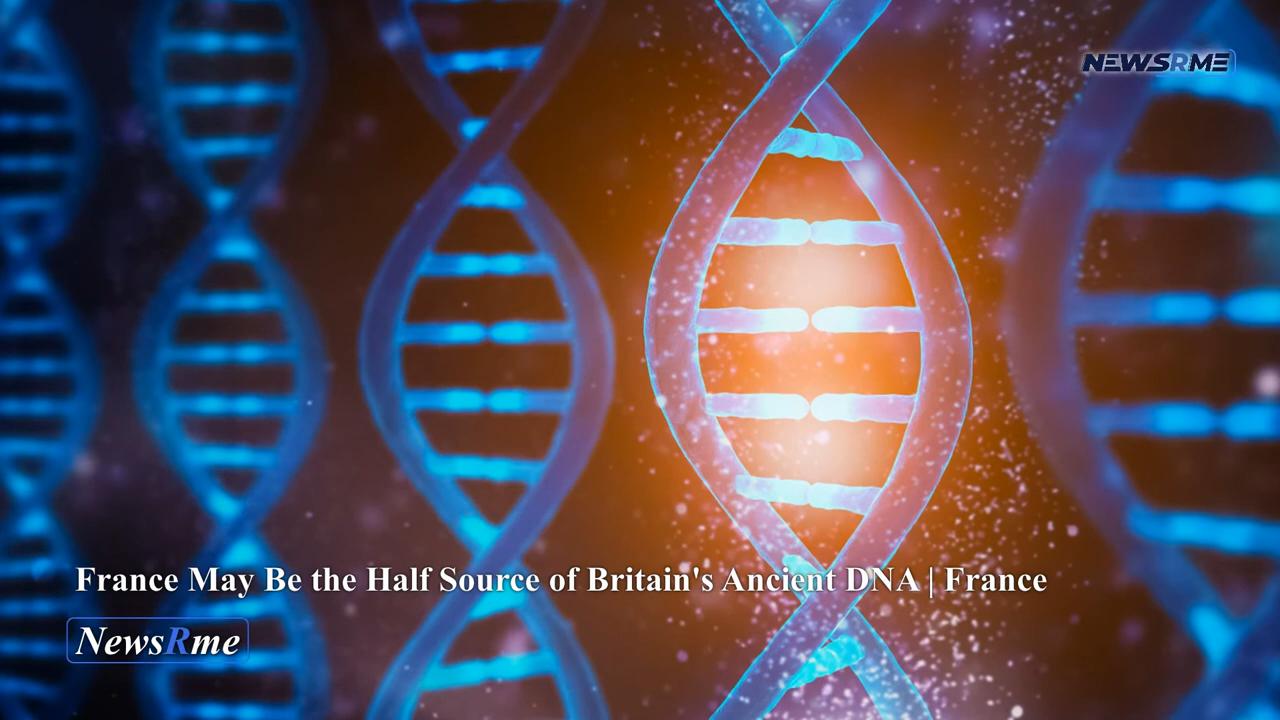 NEWSRME
France May Be the Half Source of Britain's Ancient DNA | France
NewsRme